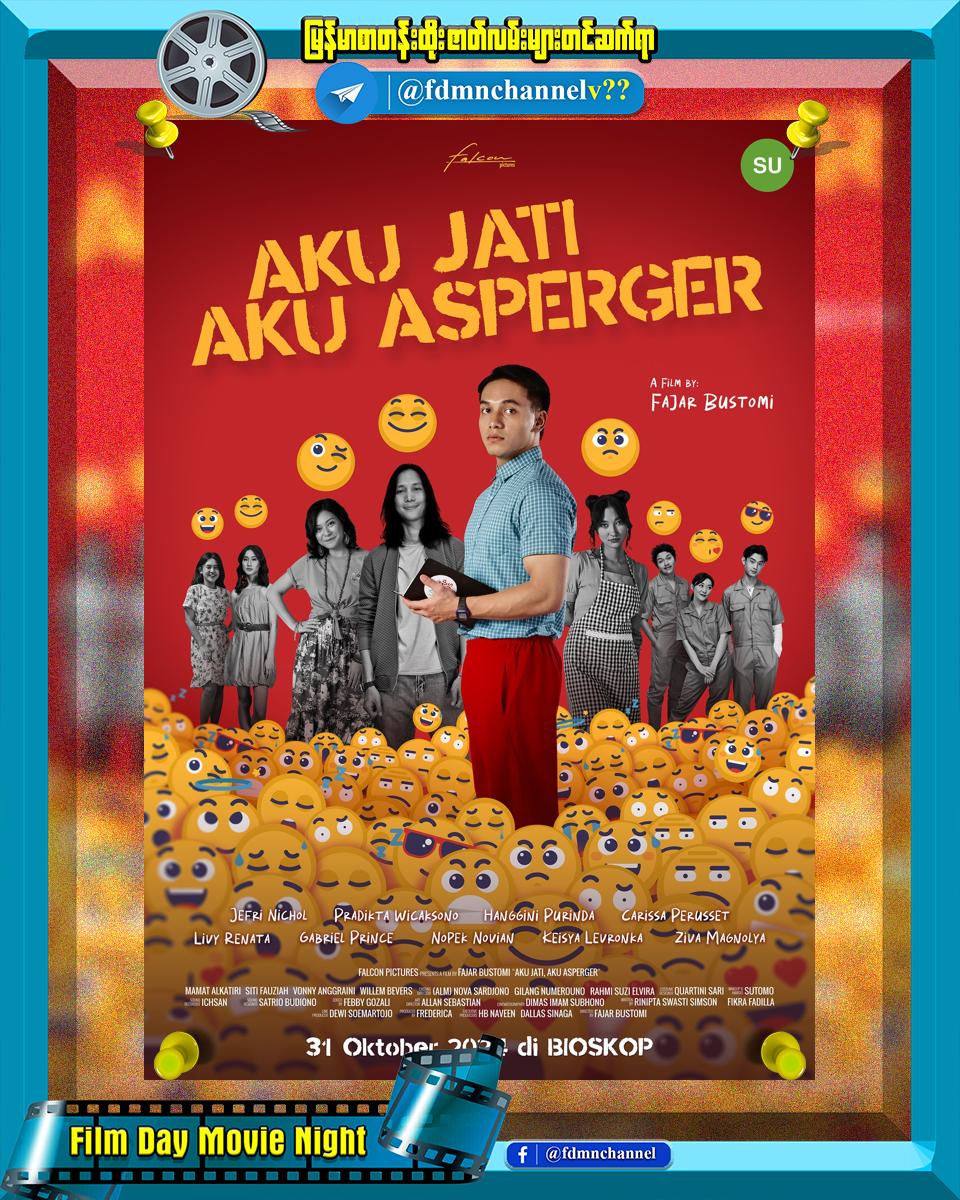 မြန်မာစာတန်းထိုးဇာတ်လမ်းများတင်ဆက်ရာ
@fdmnchannelv??
Falcon
pictures
SU
AKU JATI
AKU ASPERGER
A FILM BY:
FAJAR BUSTOMI
JEFRI NICHOL PRADIKTA WICAKSONO HANGGINI PURINDA CARISSA PERUSSET
LIVY RENATA GABRIEL PRINCE NOPEK NOVIAN KEISYA LEVRONKA ZIVA MAGNOLYA
FALCON PICTURES PRESENTS A FILM BY FAJAR BUSTOMI "AKU JATI, AKU ASPERGER"
MAMAT ALKATIRI SITI FAUZIAH VONNY ANGGRAINI WILLEM BEVERS (ALM) NOVA SARDJONO GILANG NUMEROUNO RAHMI SUZI ELVIRA QUARTINI SARI SUTOMO
ICHSAN SATRIO BUDIONO FEBBY GOZALI ALLAN SEBASTIAN DIMAS IMAM SUBHONO RINIPTA SWASTI SIMSON FIKRA FADILLA
DEWI SOEMARTOJO FREDERICA HB NAVEEN DALLAS SINAGA FAJAR BUSTOMI
31 Oktober di BIOSKOP
Film Day Movie Night
@fdmnchannel